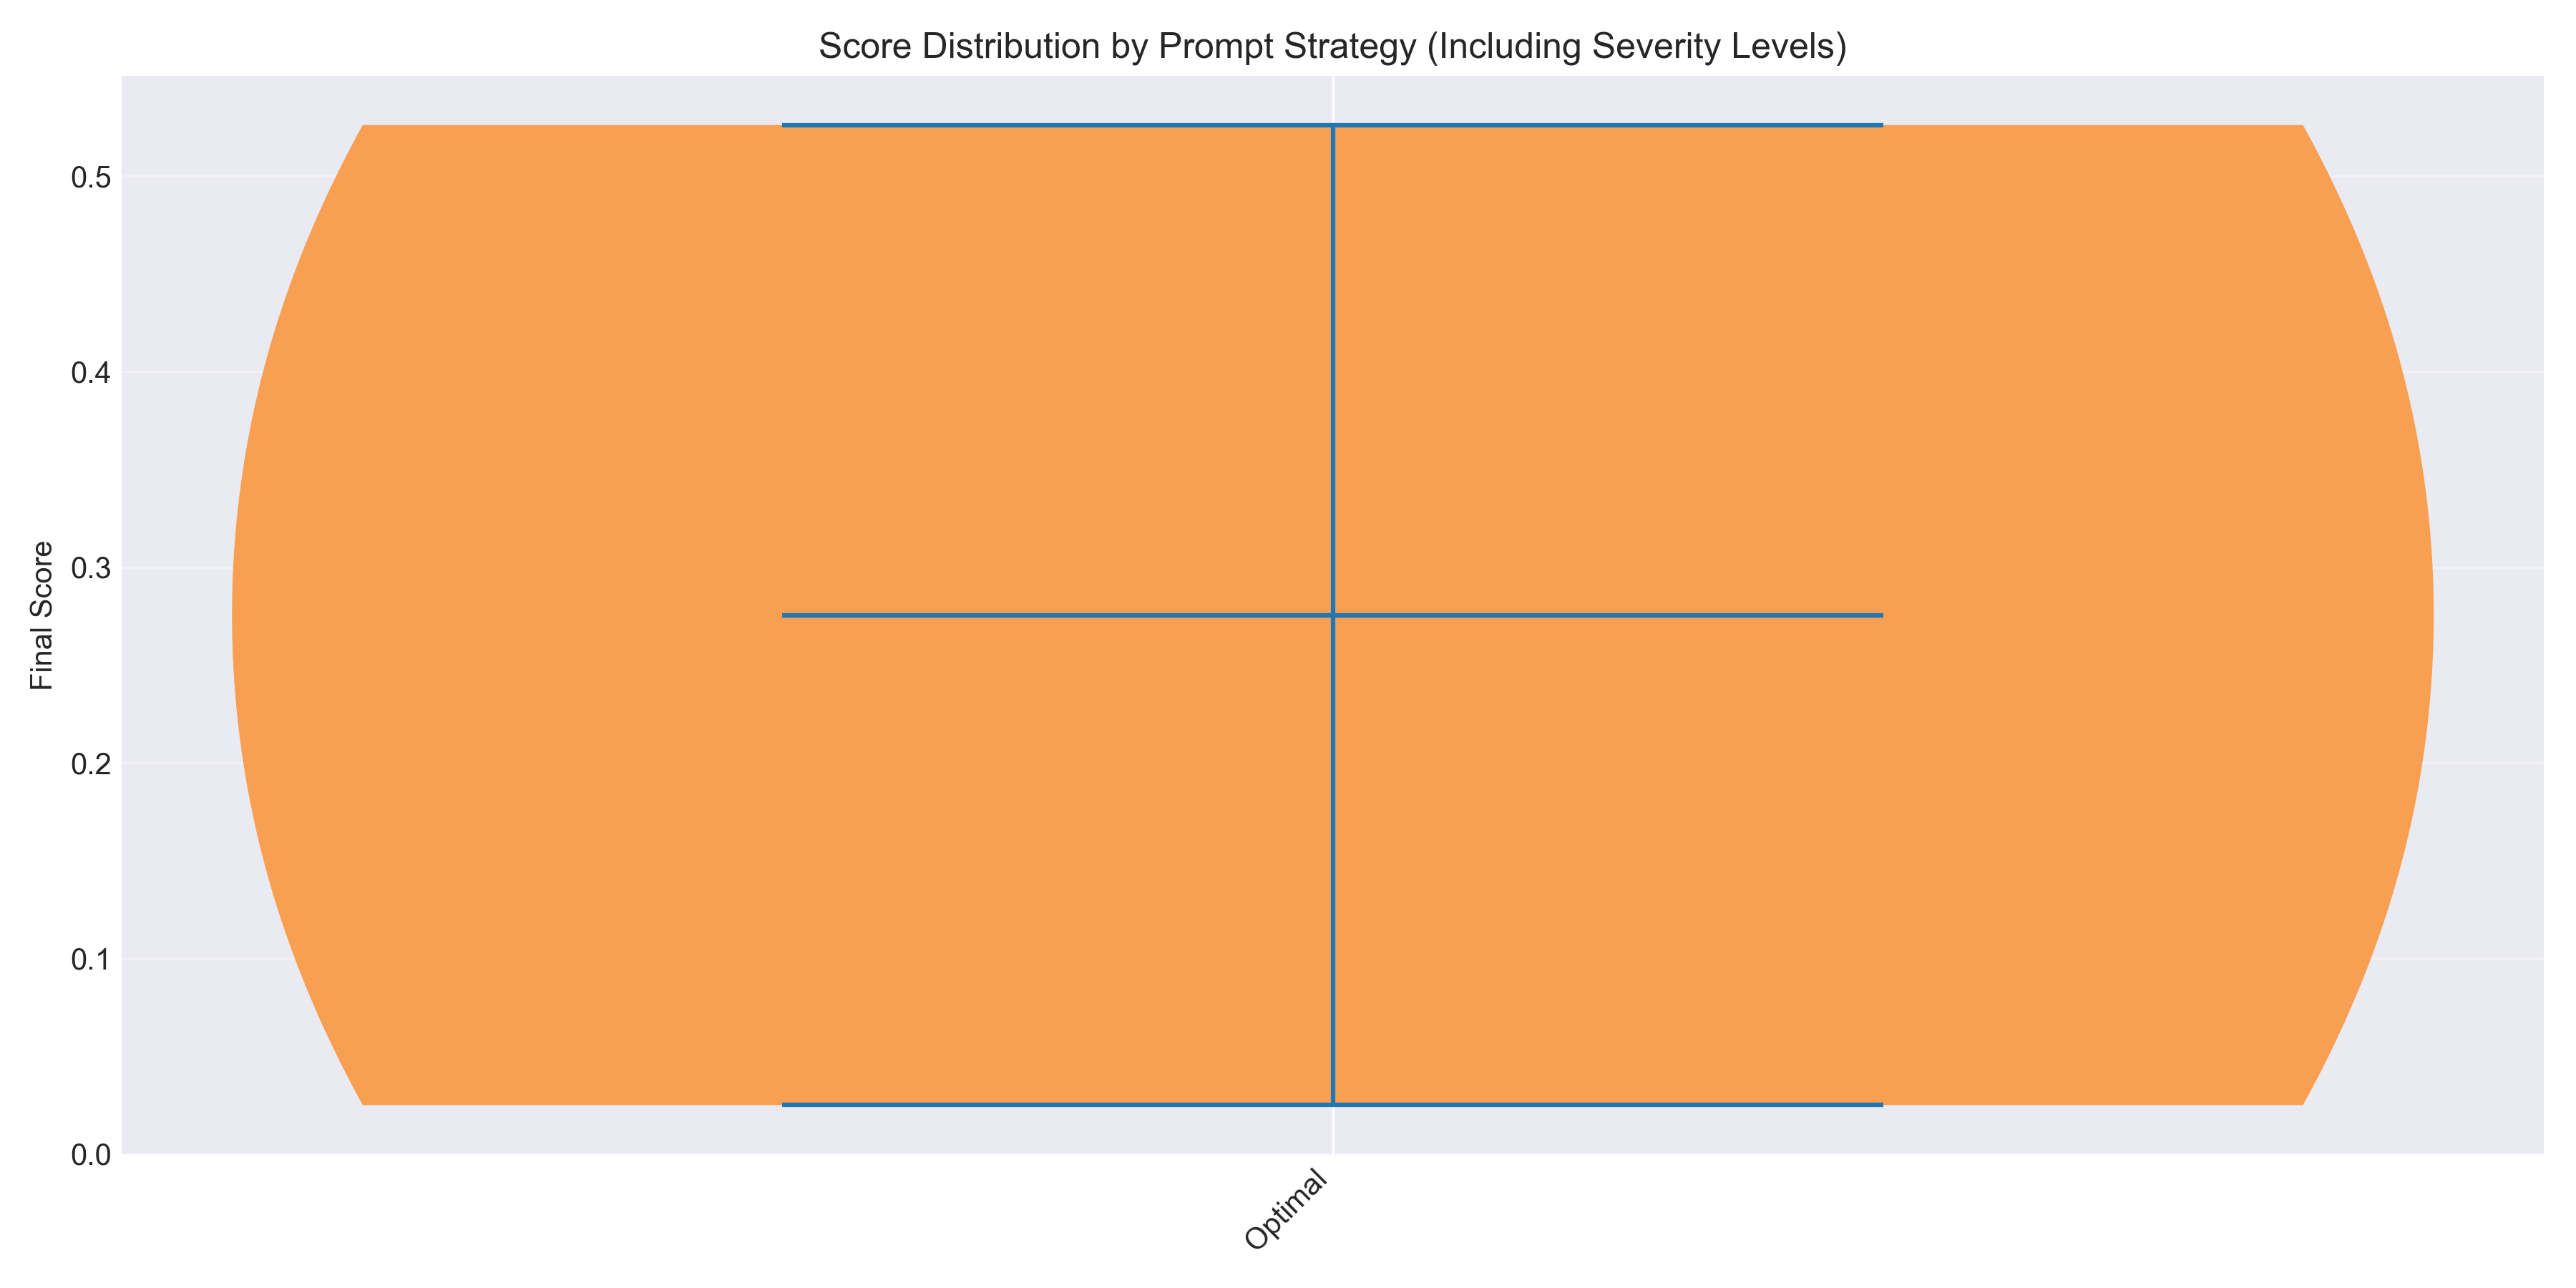 Score Distribution by Prompt Strategy (Including Severity Levels)
Final Score
0.5
0.4
0.3
0.2
0.1
0.0
Optimal